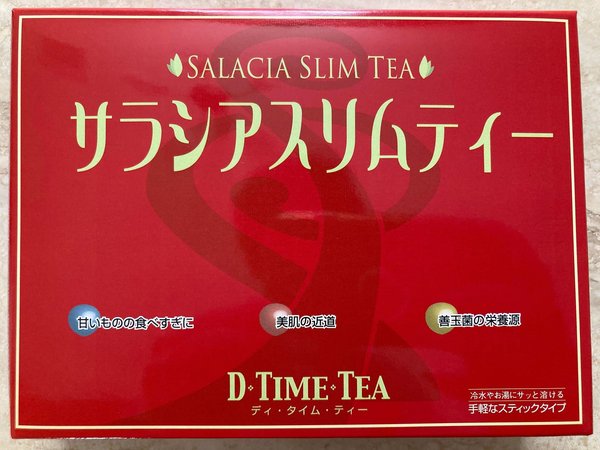 SALACIA SLIM TEA
サラシアスリムティー
甘いものの食べすぎに
美肌の近道
善玉菌の栄養源
D・TIME・TEA
ディ・タイム・ティー
冷水やお湯にサッと溶ける
手軽なスティックタイプ